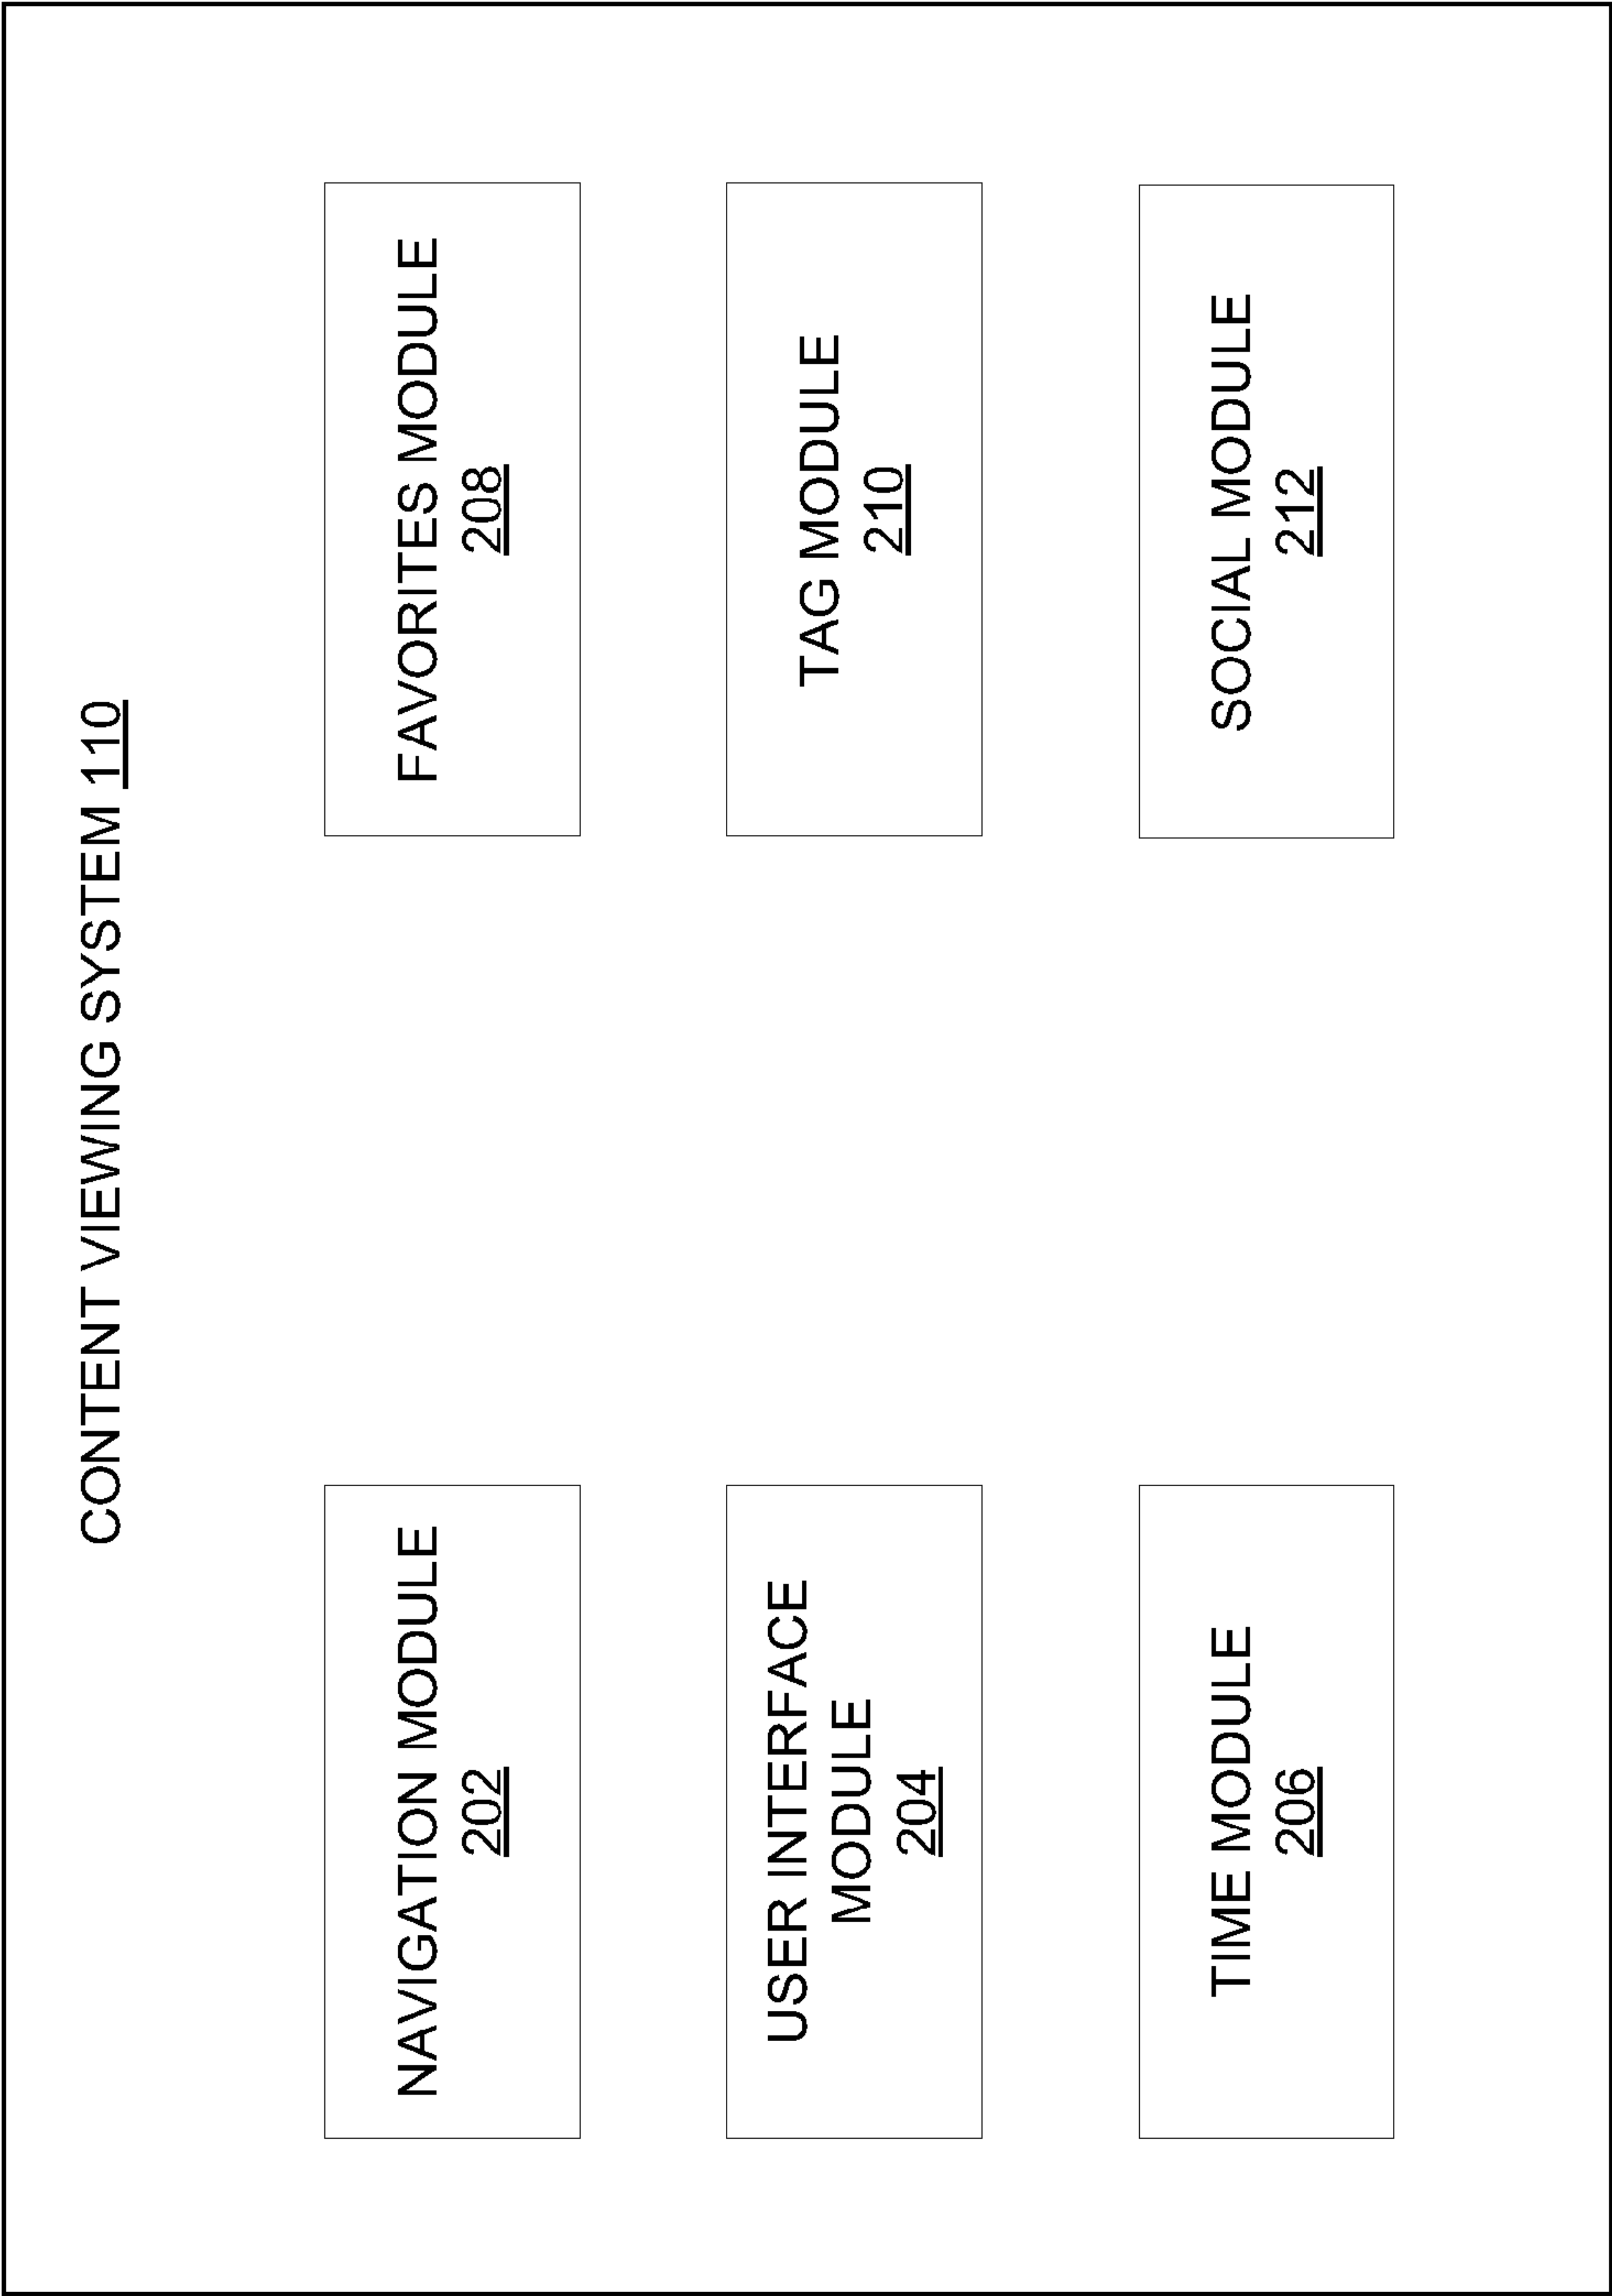 CONTENT VIEWING SYSTEM 110
NAVIGATION MODULE
202
USER INTERFACE
MODULE
204
TIME MODULE
206
FAVORITES MODULE
208
TAG MODULE
210
SOCIAL MODULE
212